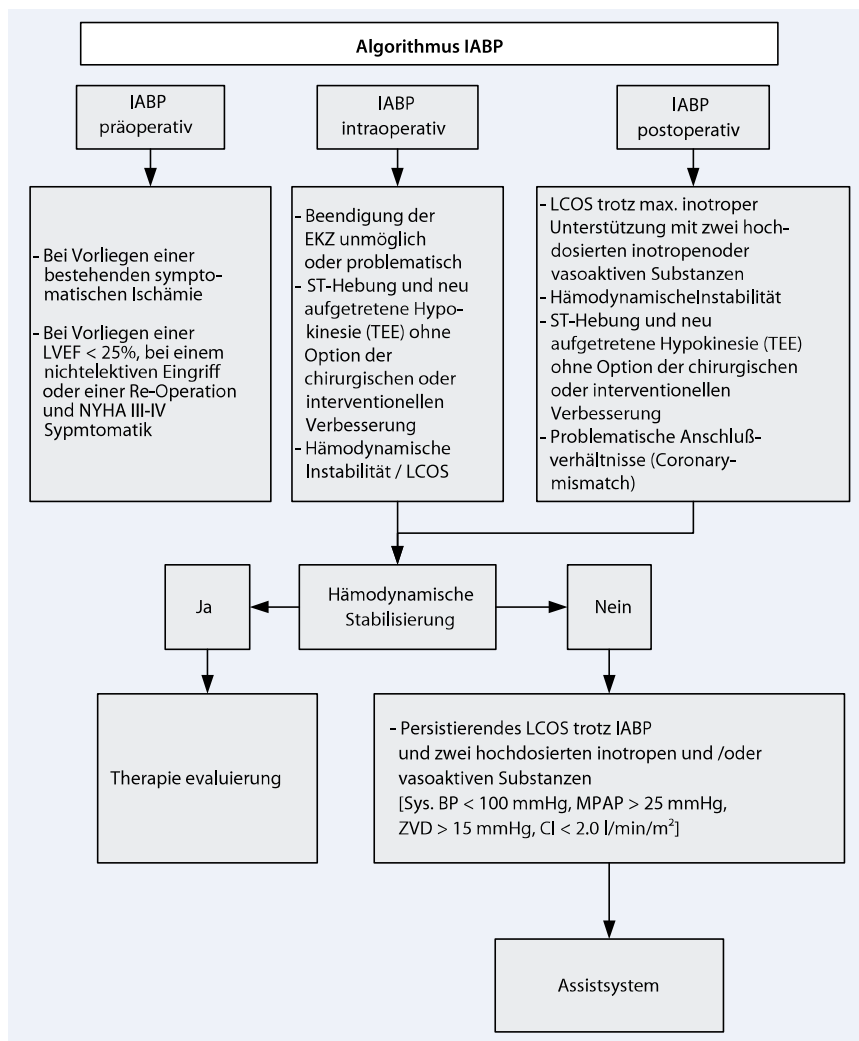 Algorithmus IABP
IABP
präoperativ
IABP
intraoperativ
IABP
postoperativ
- Bei Vorliegen einer
bestehenden sympto-
matischen Ischämie
- Bei Vorliegen einer
LVEF < 25%, bei einem
nichtelektiven Eingriff
oder einer Re-Operation
und NYHA III-IV
Sypmtomatik
- Beendigung der
EKZ unmöglich
oder problematisch
- ST-Hebung und neu
aufgetretene Hypo-
kinesie (TEE) ohne
Option der
chirurgischen oder
interventionellen
Verbesserung
- Hämodynamische
Instabilität / LCOS
- LCOS trotz max. inotroper
Unterstützung mit zwei hoch-
dosierten inotropenoder
vasoaktiven Substanzen
- HämodynamischeInstabilität
- ST-Hebung und neu
aufgetretene Hypokinesie (TEE)
ohne Option der chirurgischen
oder interventionellen
Verbesserung
- Problematische Anschluß-
verhältnisse (Coronary-
mismatch)
Ja
Hämodynamische
Stabilisierung
Nein
Therapie evaluierung
- Persistierendes LCOS trotz IABP
und zwei hochdosierten inotropen und /oder
vasoaktiven Substanzen
[Sys. BP < 100 mmHg, MPAP > 25 mmHg,
ZVD > 15 mmHg, CI < 2.0 l/min/m²]
Assistsystem